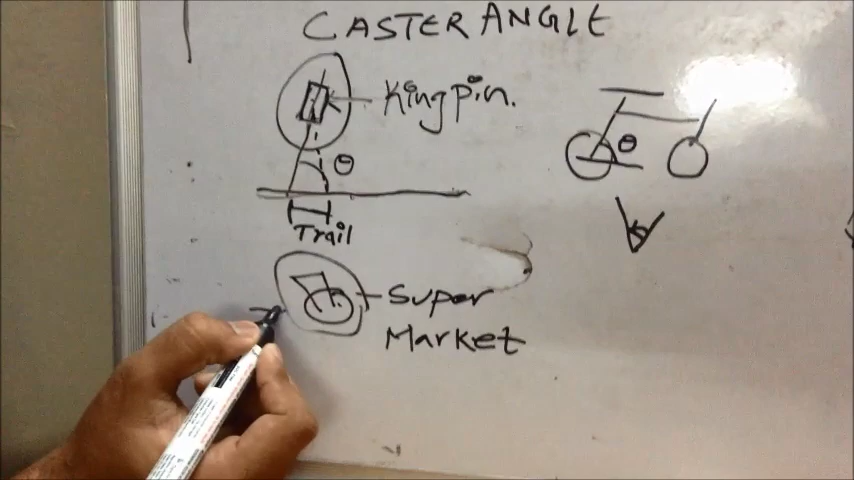 CASTER ANGLE
Kingpin.
θ
θ
Trail
Super
Market